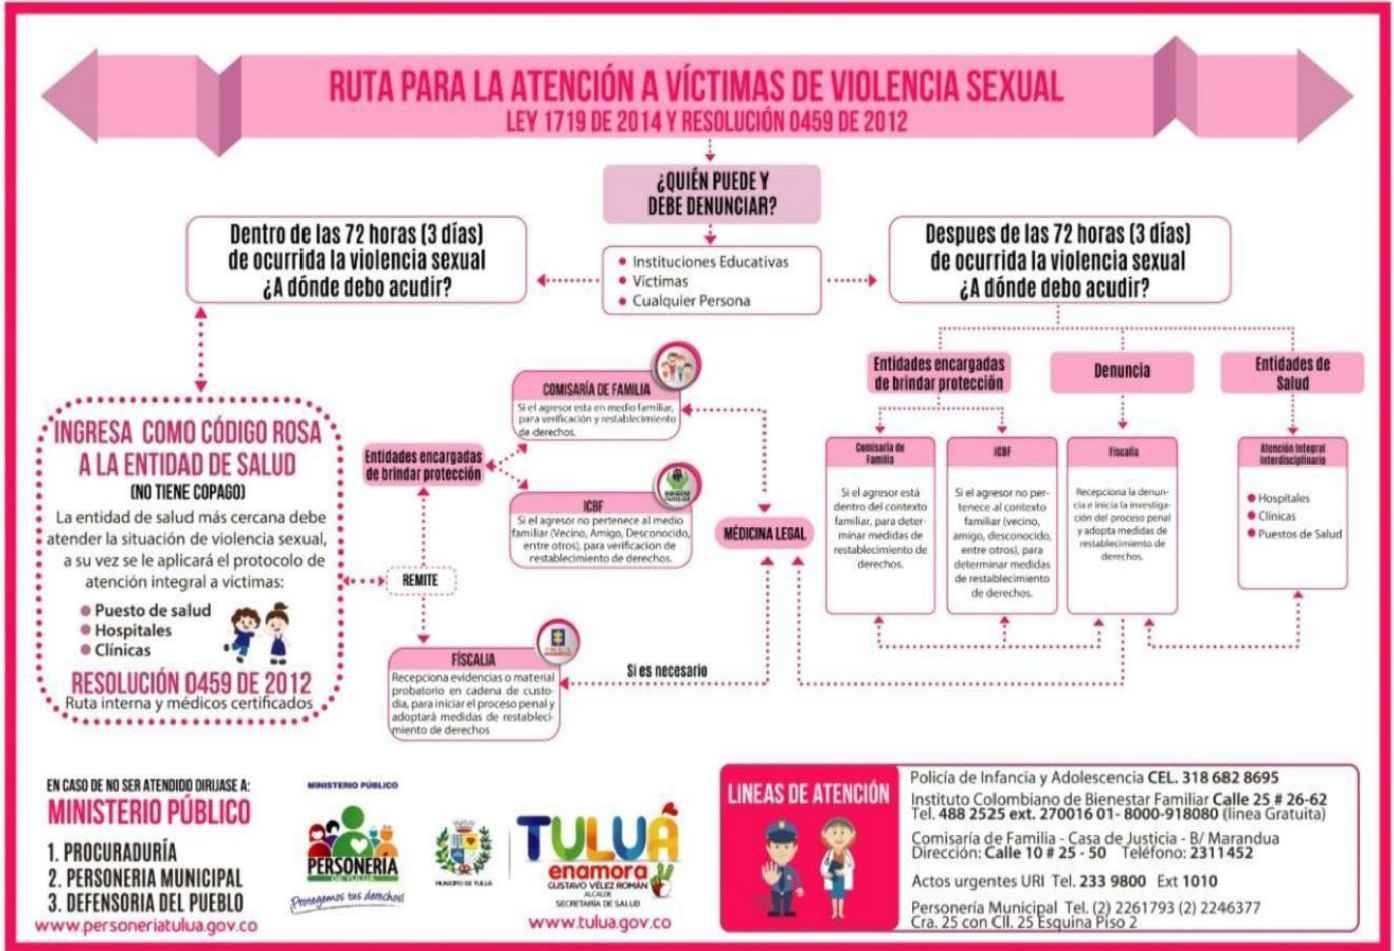 RUTA PARA LA ATENCIÓN A VÍCTIMAS DE VIOLENCIA SEXUAL
LEY 1719 DE 2014 Y RESOLUCIÓN 0459 DE 2012
¿QUIÉN PUEDE Y
DEBE DENUNCIAR?
Instituciones Educativas
Víctimas
Cualquier Persona
Dentro de las 72 horas (3 días)
de ocurrida la violencia sexual
¿A dónde debo acudir?
INGRESA COMO CÓDIGO ROSA
A LA ENTIDAD DE SALUD
(NO TIENE COPAGO)
La entidad de salud más cercana debe
atender la situación de violencia sexual,
a su vez se le aplicará el protocolo de
atención integral a victimas:
Puesto de salud
Hospitales
Clínicas
RESOLUCIÓN 0459 DE 2012
Ruta interna y médicos certificados
REMITE
Entidades encargadas
de brindar protección
COMISARÍA DE FAMILIA
Si el agresor esta en medio familiar,
para verificación y restablecimiento
de derechos.
ICBF
Si el agresor no pertenece al medio
familiar (Vecino, Amigo, Desconocido,
entre otros), para verificacion de
restablecimiento de derechos.
FÍSCALIA
Recepciona evidencias o material
probatorio en cadena de custo-
dia, para iniciar el proceso penal y
adoptará medidas de restableci-
miento de derechos
Si es necesario
MÉDICINA LEGAL
Despues de las 72 horas (3 días)
de ocurrida la violencia sexual
¿A dónde debo acudir?
Entidades encargadas
de brindar protección
Denuncia
Entidades de
Salud
Comisaría de
Familia
Si el agresor está
dentro del contexto
familiar, para deter-
minar medidas de
restablecimiento de
derechos.
ICBF
Si el agresor no per-
tenece al contexto
familiar (vecino,
amigo, desconocido,
entre otros), para
determinar medidas
de restablecimiento
de derechos.
Fiscalia
Recepciona la denun-
cia e inicia la investiga-
ción del proceso penal
y adopta medidas de
restablecimiento de
derechos.
Atención Integral
Interdisciplinario
Hospitales
Clínicas
Puestos de Salud
EN CASO DE NO SER ATENDIDO DIRIJASE A:
MINISTERIO PÚBLICO
1. PROCURADURÍA
2. PERSONERIA MUNICIPAL
3. DEFENSORIA DEL PUEBLO
www.personeriatulua.gov.co
MINISTERIO PÚBLICO
PERSONERÍA
DE TULUÁ
Protegemos tus derechos!
MUNICIPIO DE TULUÁ
TULUÁ
enamora
GUSTAVO VÉLEZ ROMÁN
ALCALDE
SECRETARÍA DE SALUD
www.tulua.gov.co
LINEAS DE ATENCIÓN
Policía de Infancia y Adolescencia CEL. 318 682 8695
Instituto Colombiano de Bienestar Familiar Calle 25 # 26-62
Tel. 488 2525 ext. 270016 01- 8000-918080 (línea Gratuita)
Comisaría de Familia - Casa de Justicia - B/ Marandua
Dirección: Calle 10 # 25 - 50 Teléfono: 2311452
Actos urgentes URI Tel. 233 9800 Ext 1010
Personería Municipal Tel. (2) 2261793 (2) 2246377
Cra. 25 con Cll. 25 Esquina Piso 2